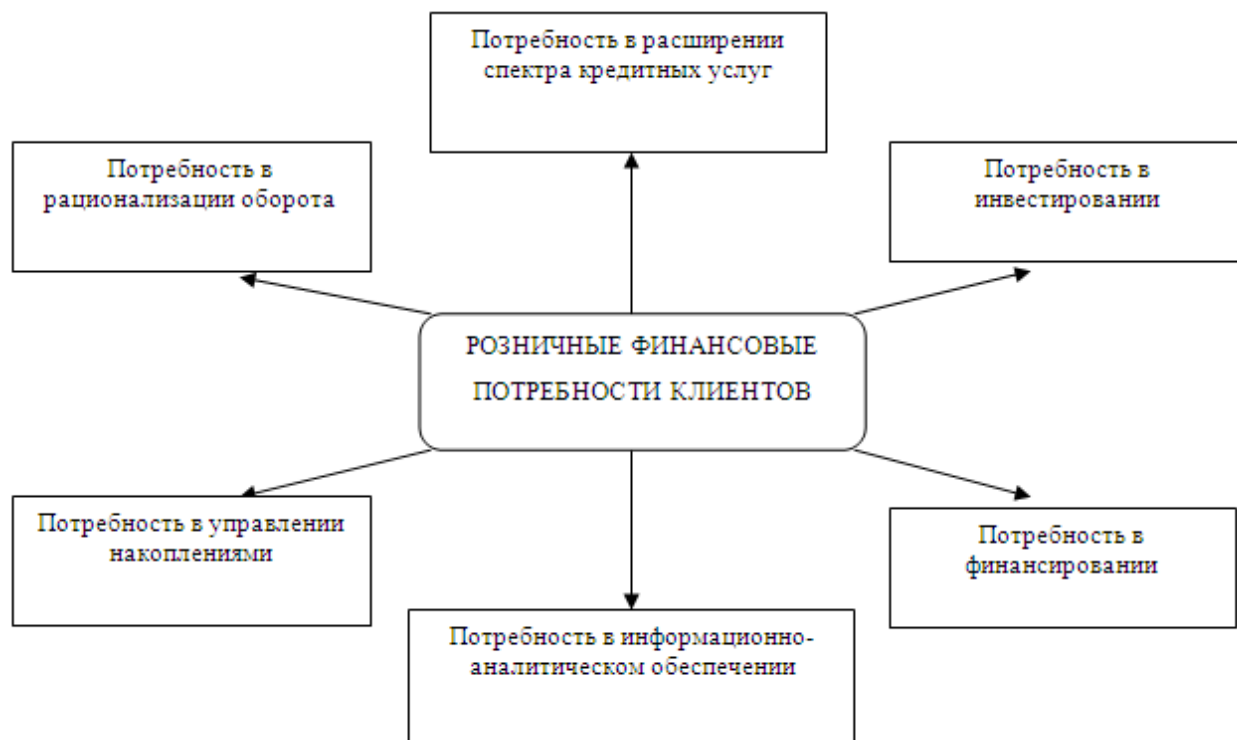 Потребность в расширении
спектра кредитных услуг
Потребность в
рационализации оборота
Потребность в
инвестировании
РОЗНИЧНЫЕ ФИНАНСОВЫЕ
ПОТРЕБНОСТИ КЛИЕНТОВ
Потребность в управлении
накоплениями
Потребность в
финансировании
Потребность в информационно-
аналитическом обеспечении